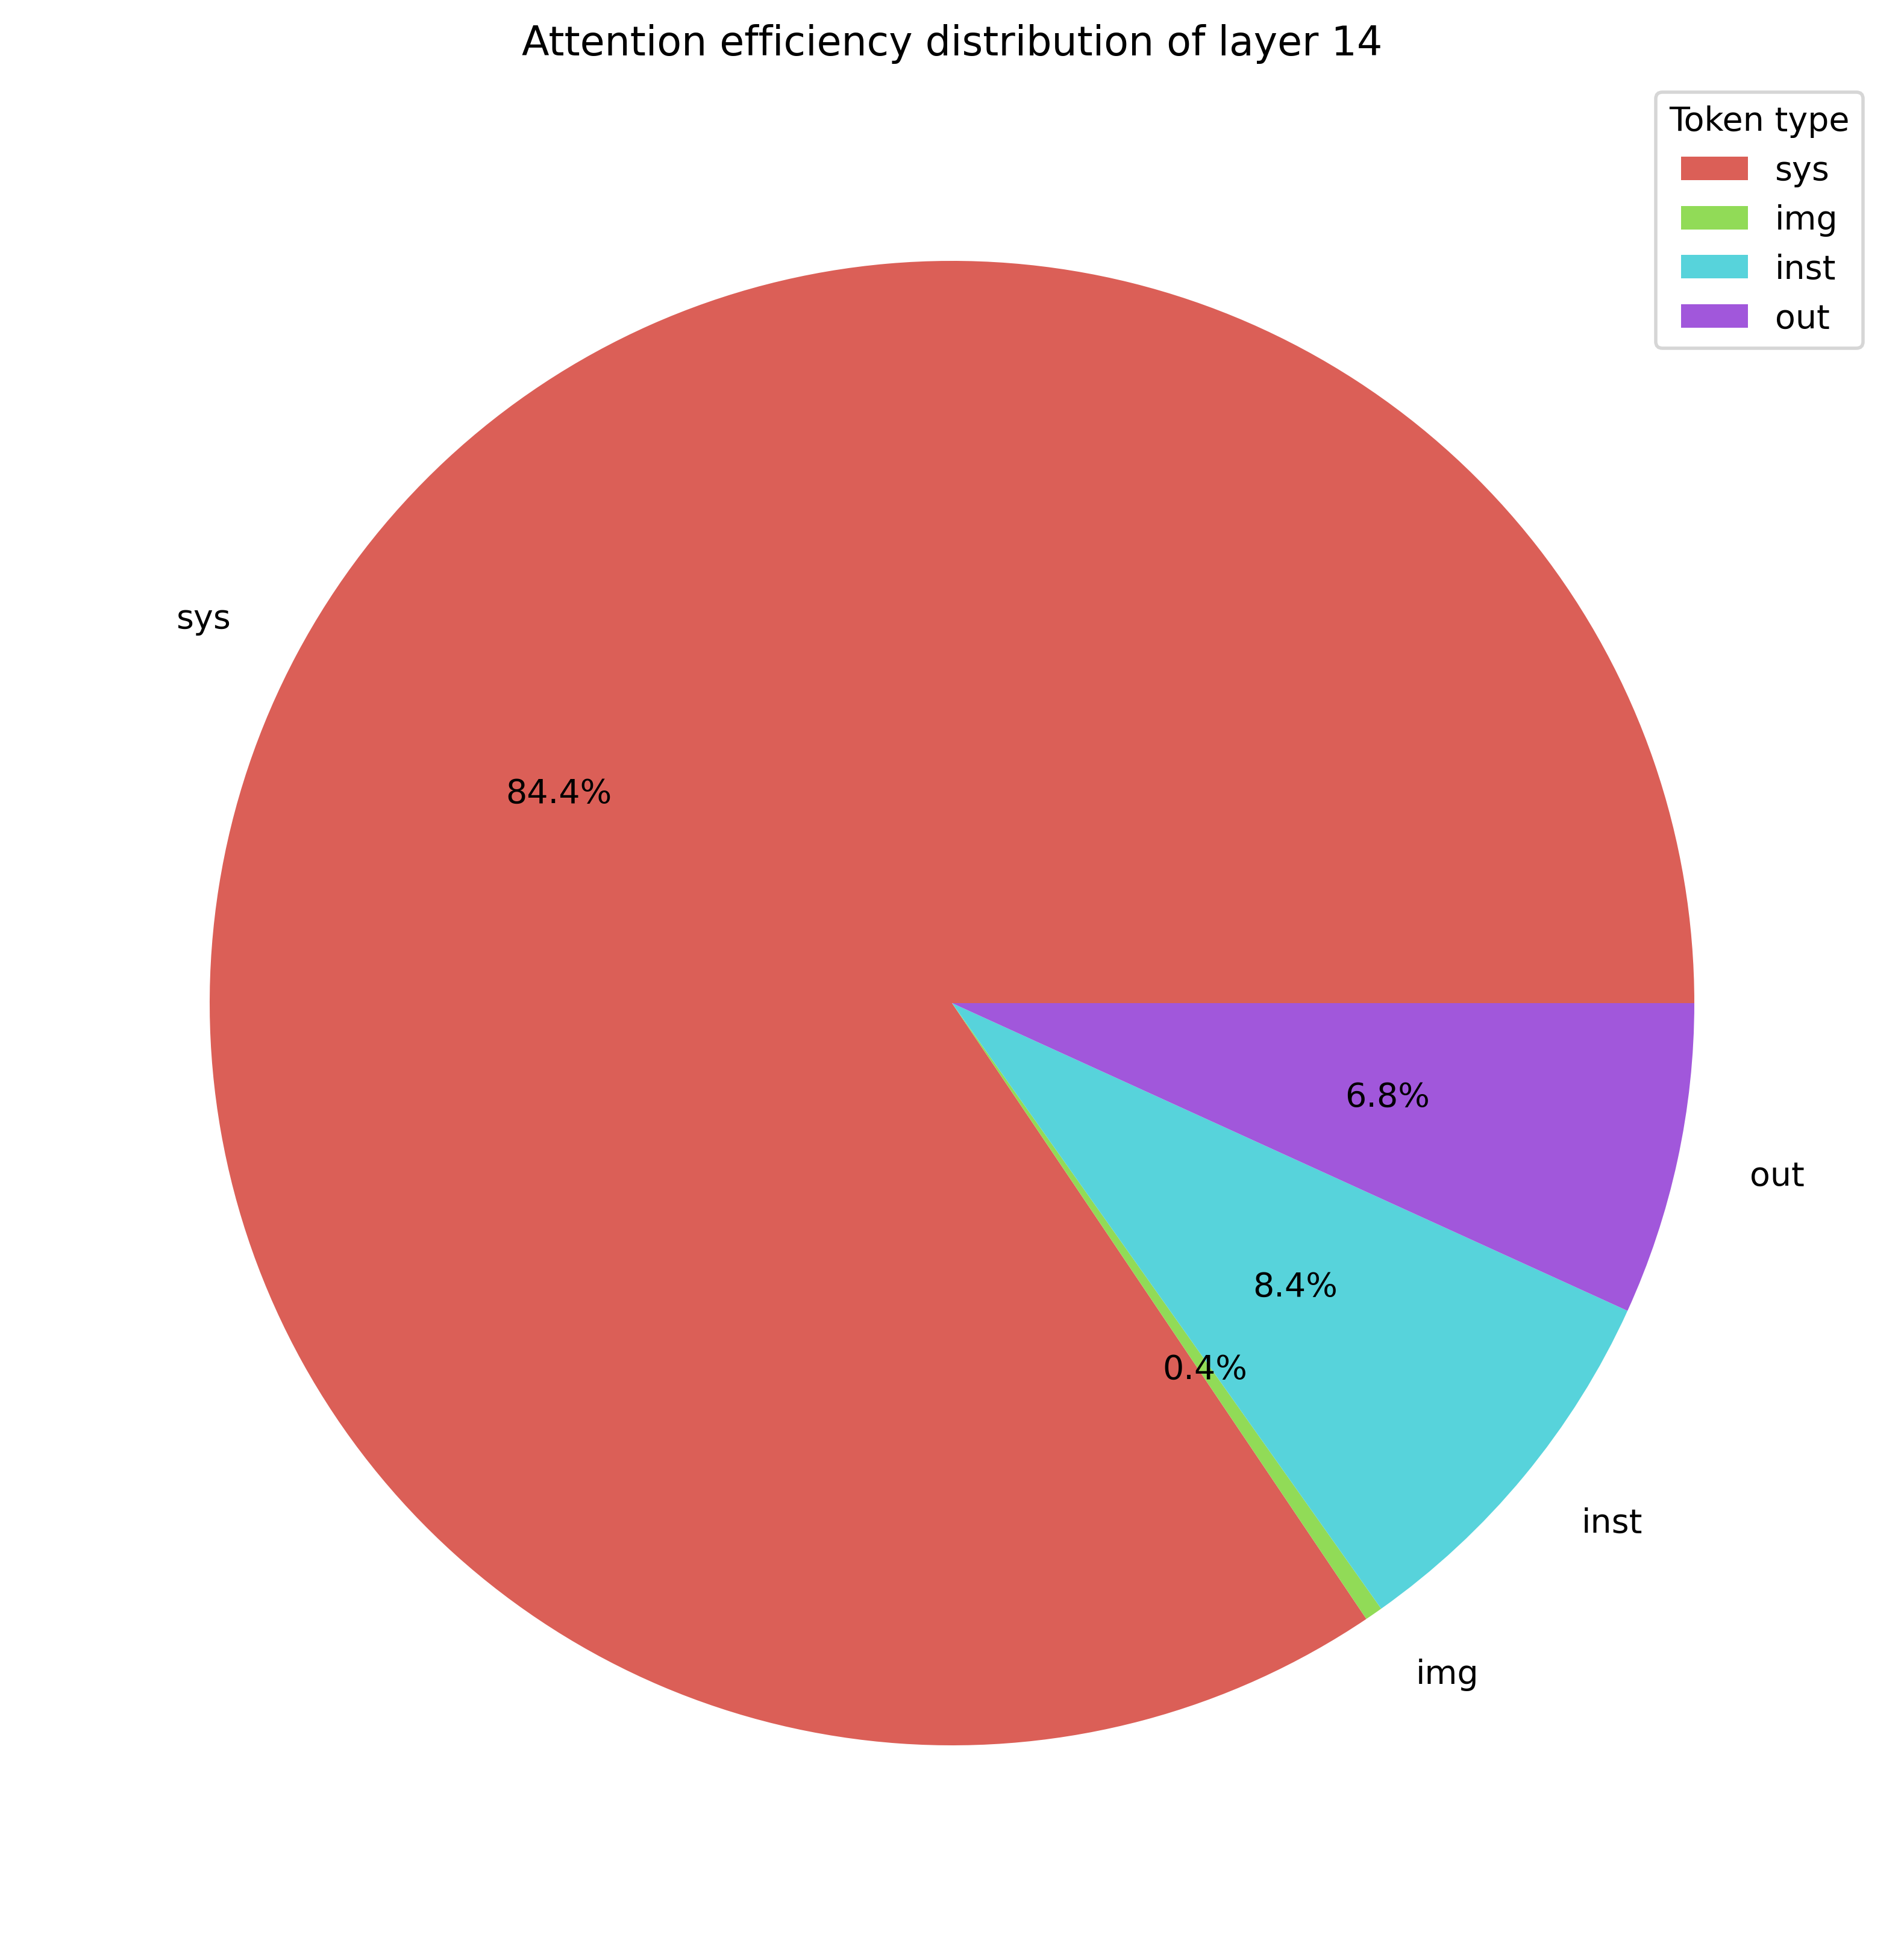 Attention efficiency distribution of layer 14
Token type
sys
img
inst
out
sys
84.4%
6.8%
out
8.4%
0.4%
inst
img